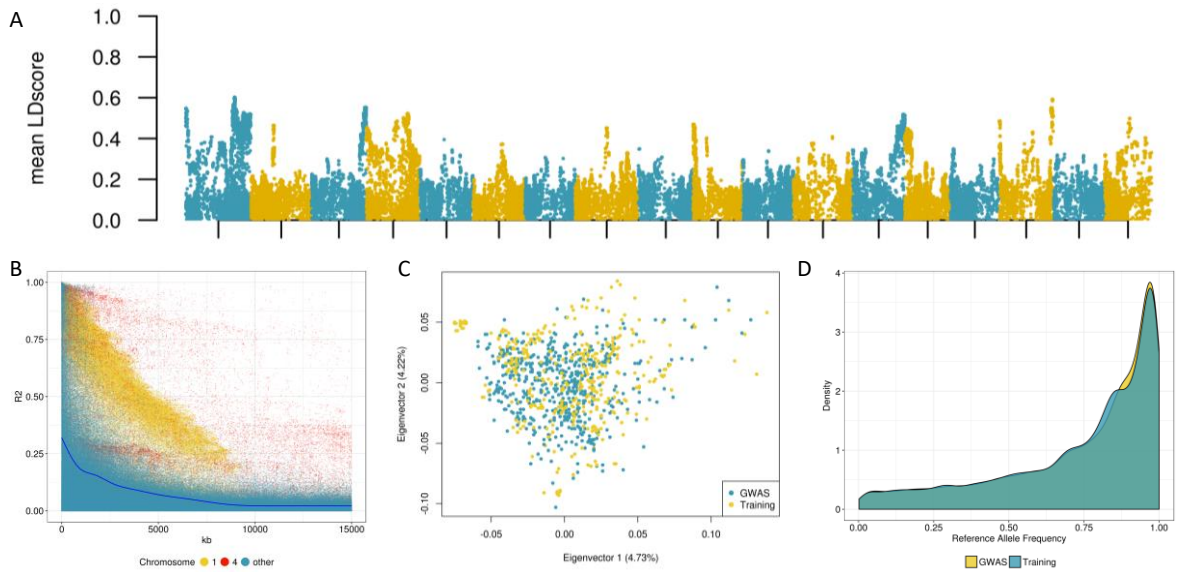 A
mean LDscore
1.0
0.8
0.6
0.4
0.2
0.0
B
R2
1.00
0.75
0.50
0.25
0.00
0
5000
10000
15000
kb
Chromosome 1 4 other
C
Eigenvector 2 (4.22%)
0.05
0.00
-0.05
-0.10
-0.05
0.00
0.05
0.10
Eigenvector 1 (4.73%)
GWAS
Training
D
Density
4
3
2
1
0
0.00
0.25
0.50
0.75
1.00
Reference Allele Frequency
GWAS Training